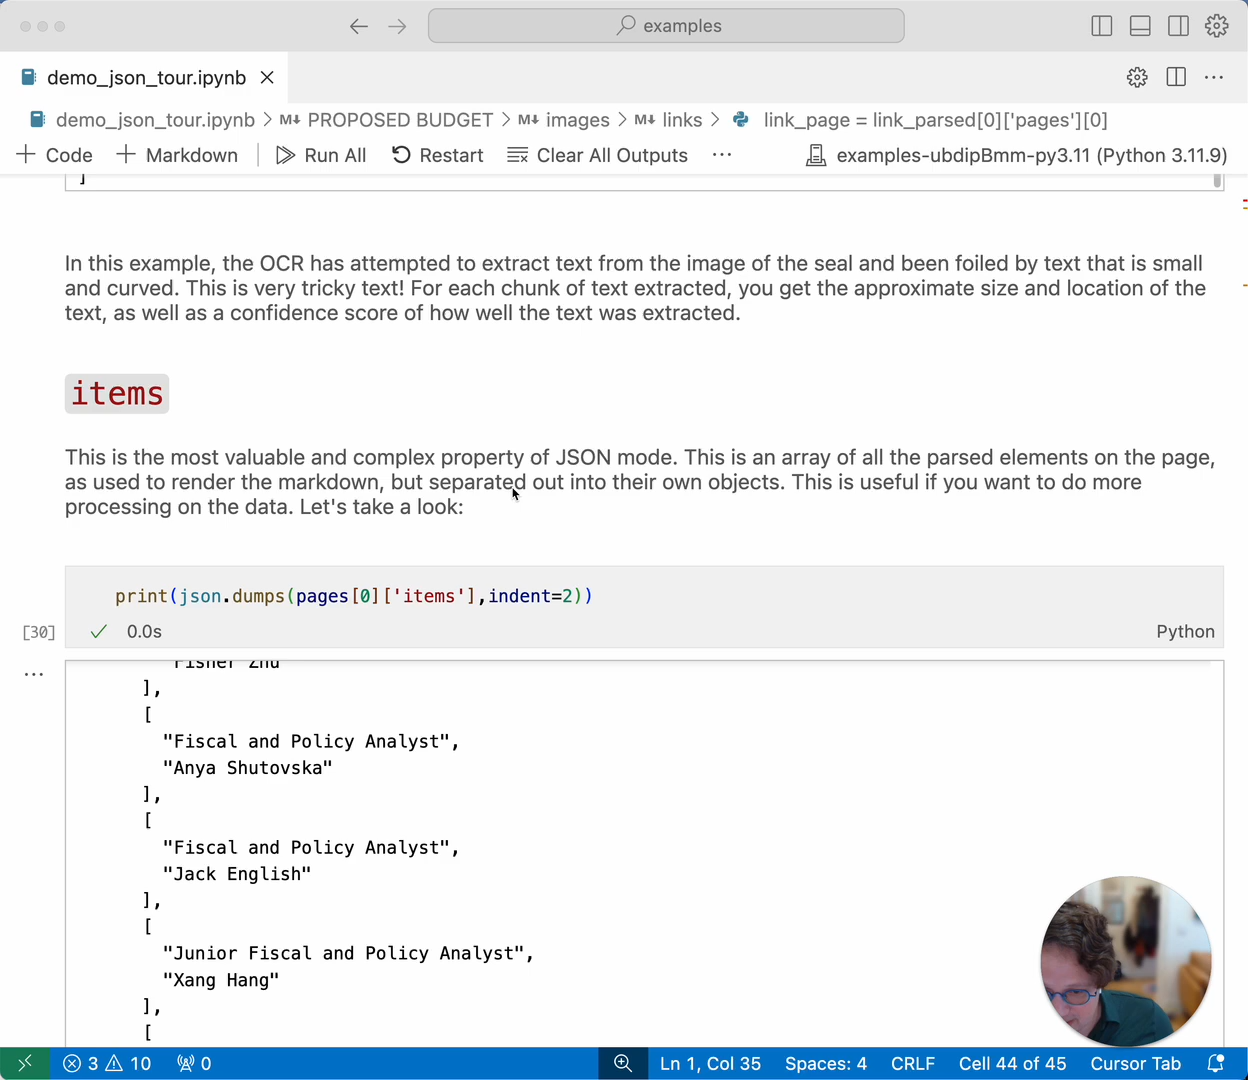 examples
demo_json_tour.ipynb
demo_json_tour.ipynb > M↓ PROPOSED BUDGET > M↓ images > M↓ links > link_page = link_parsed[0]['pages'][0]
+ Code + Markdown | Run All Restart Clear All Outputs ··· examples-ubdipBmm-py3.11 (Python 3.11.9)
]
In this example, the OCR has attempted to extract text from the image of the seal and been foiled by text that is small
and curved. This is very tricky text! For each chunk of text extracted, you get the approximate size and location of the
text, as well as a confidence score of how well the text was extracted.
items
This is the most valuable and complex property of JSON mode. This is an array of all the parsed elements on the page,
as used to render the markdown, but separated out into their own objects. This is useful if you want to do more
processing on the data. Let's take a look:
print(json.dumps(pages[0]['items'],indent=2))
[30] 0.0s Python
"Fisher Zhu"
],
[
"Fiscal and Policy Analyst",
"Anya Shutovska"
],
[
"Fiscal and Policy Analyst",
"Jack English"
],
[
"Junior Fiscal and Policy Analyst",
"Xang Hang"
],
[
3 10 0 Ln 1, Col 35 Spaces: 4 CRLF Cell 44 of 45 Cursor Tab